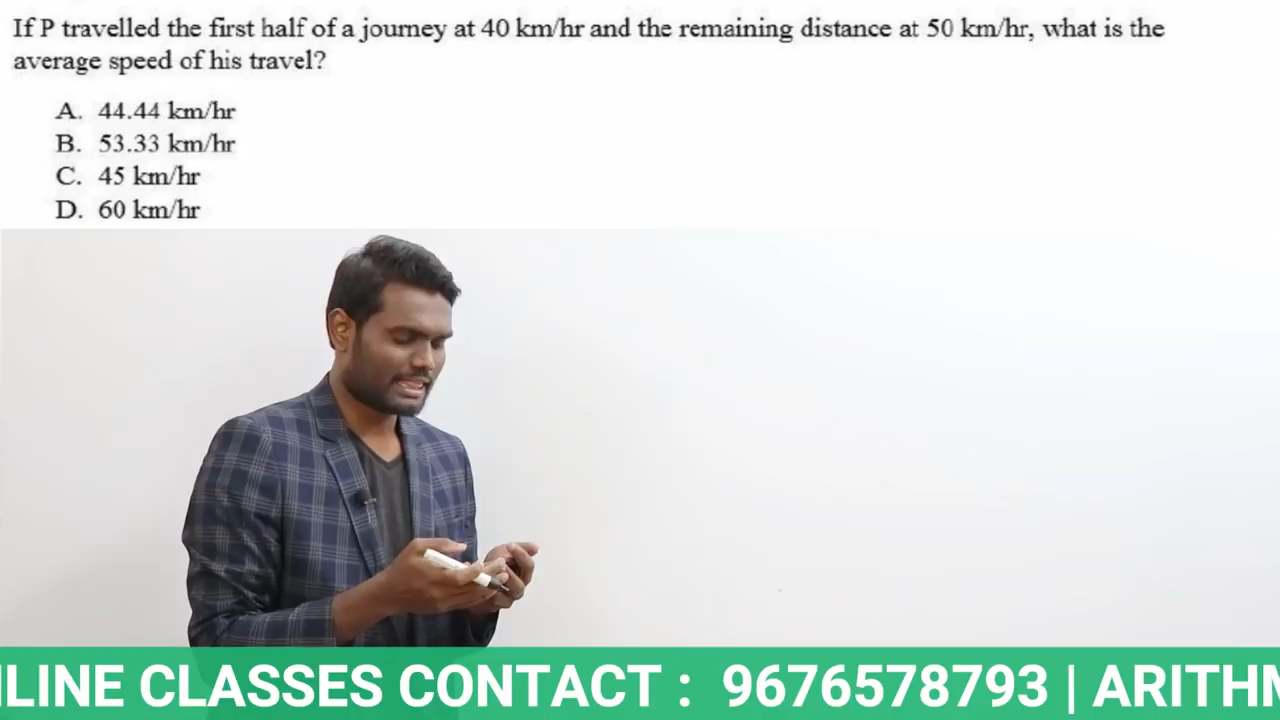 If P travelled the first half of a journey at 40 km/hr and the remaining distance at 50 km/hr, what is the
average speed of his travel?
A. 44.44 km/hr
B. 53.33 km/hr
C. 45 km/hr
D. 60 km/hr
CLASSES CONTACT : 9676578793 |